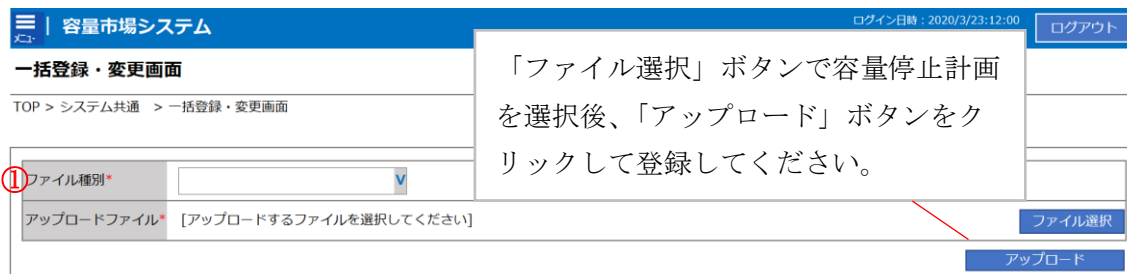 メニュー 容量市場システム
ログイン日時：2020/3/23:12:00
ログアウト
一括登録・変更画面
TOP > システム共通 > 一括登録・変更画面
「ファイル選択」ボタンで容量停止計画
を選択後、「アップロード」ボタンをク
リックして登録してください。
① ファイル種別* V
アップロードファイル* [アップロードするファイルを選択してください]
ファイル選択
アップロード